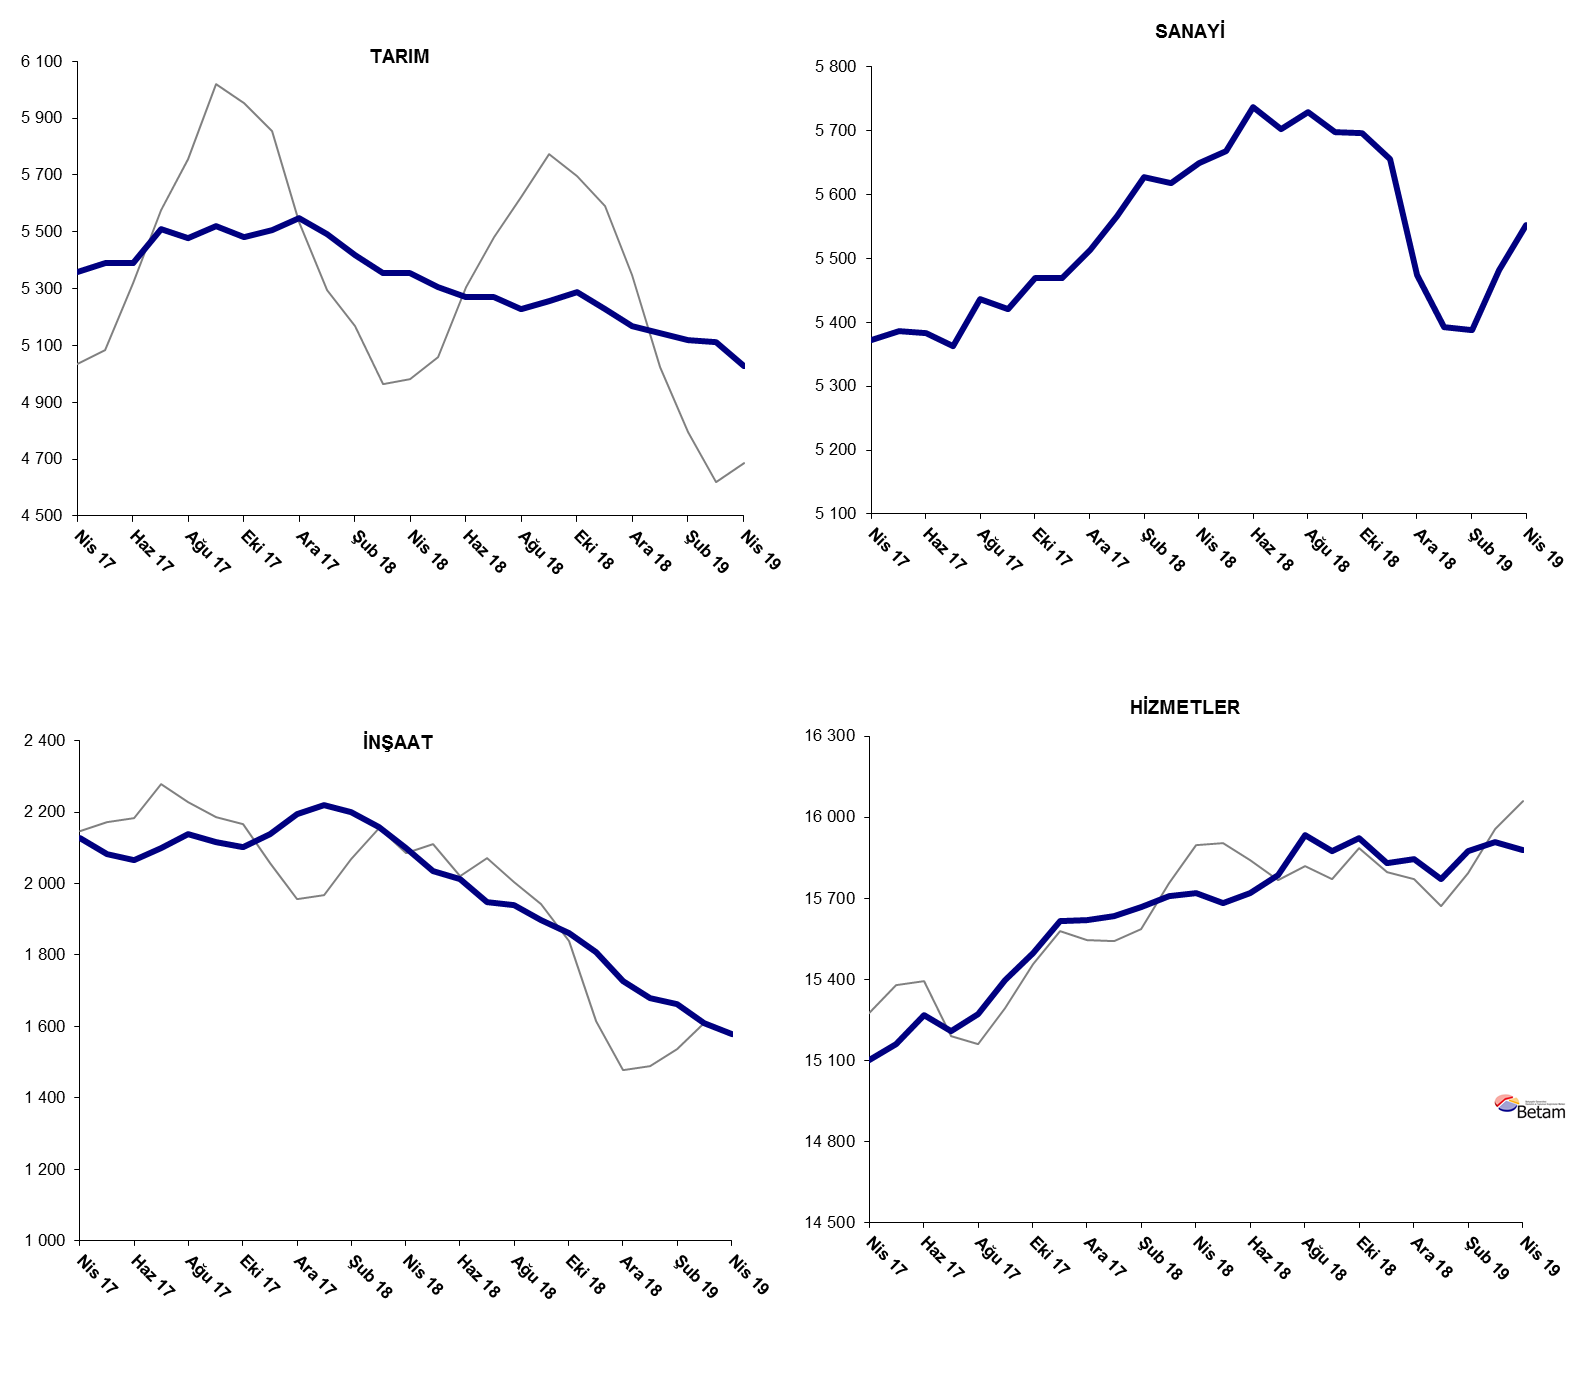 TARIM
6 100
5 900
5 700
5 500
5 300
5 100
4 900
4 700
4 500
Nis 17
Haz 17
Ağu 17
Eki 17
Ara 17
Şub 18
Nis 18
Haz 18
Ağu 18
Eki 18
Ara 18
Şub 19
Nis 19
SANAYİ
5 800
5 700
5 600
5 500
5 400
5 300
5 200
5 100
Nis 17
Haz 17
Ağu 17
Eki 17
Ara 17
Şub 18
Nis 18
Haz 18
Ağu 18
Eki 18
Ara 18
Şub 19
Nis 19
İNŞAAT
2 400
2 200
2 000
1 800
1 600
1 400
1 200
1 000
Nis 17
Haz 17
Ağu 17
Eki 17
Ara 17
Şub 18
Nis 18
Haz 18
Ağu 18
Eki 18
Ara 18
Şub 19
Nis 19
HİZMETLER
16 300
16 000
15 700
15 400
15 100
14 800
14 500
Nis 17
Haz 17
Ağu 17
Eki 17
Ara 17
Şub 18
Nis 18
Haz 18
Ağu 18
Eki 18
Ara 18
Şub 19
Nis 19
Betam